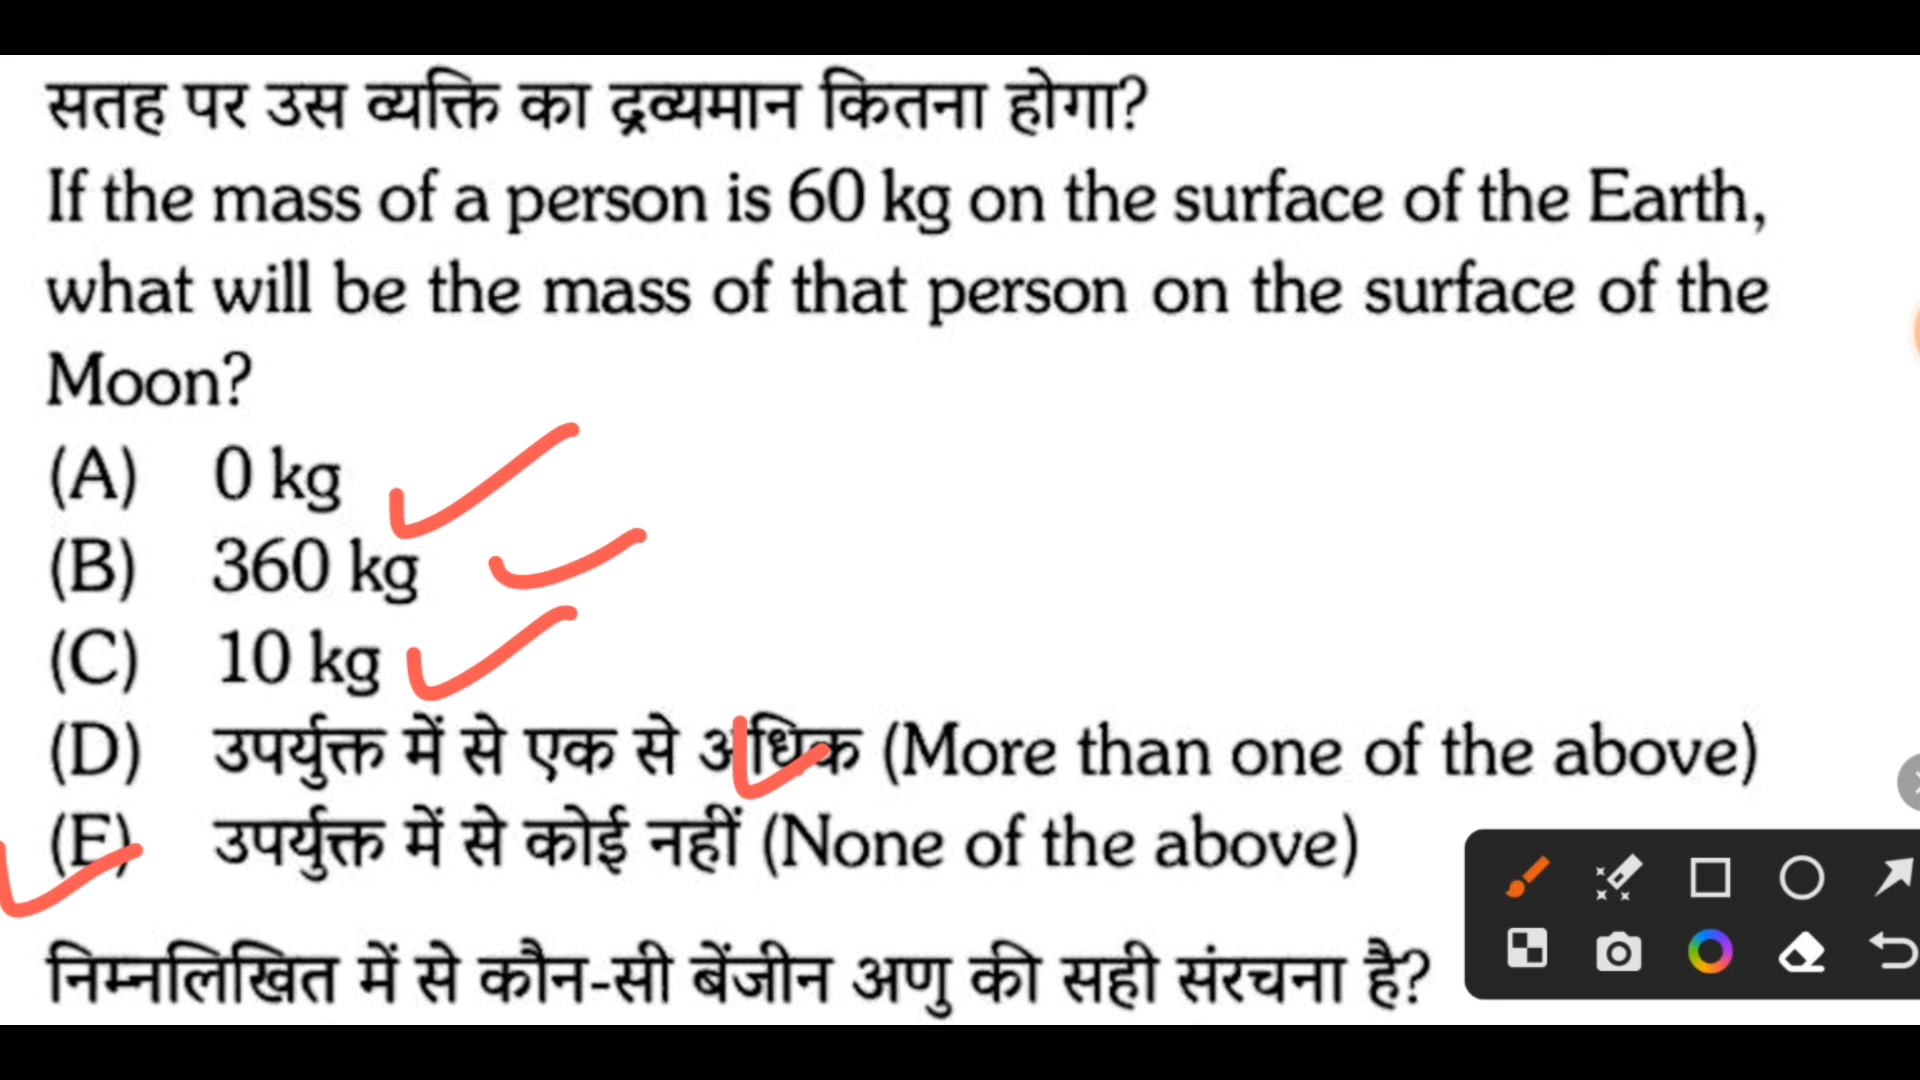 सतह पर उस व्यक्ति का द्रव्यमान कितना होगा?
If the mass of a person is 60 kg on the surface of the Earth,
what will be the mass of that person on the surface of the
Moon?
(A) 0 kg
(B) 360 kg
(C) 10 kg
(D) उपर्युक्त में से एक से अधिक (More than one of the above)
(E) उपर्युक्त में से कोई नहीं (None of the above)
निम्नलिखित में से कौन-सी बेंजीन अणु की सही संरचना है?